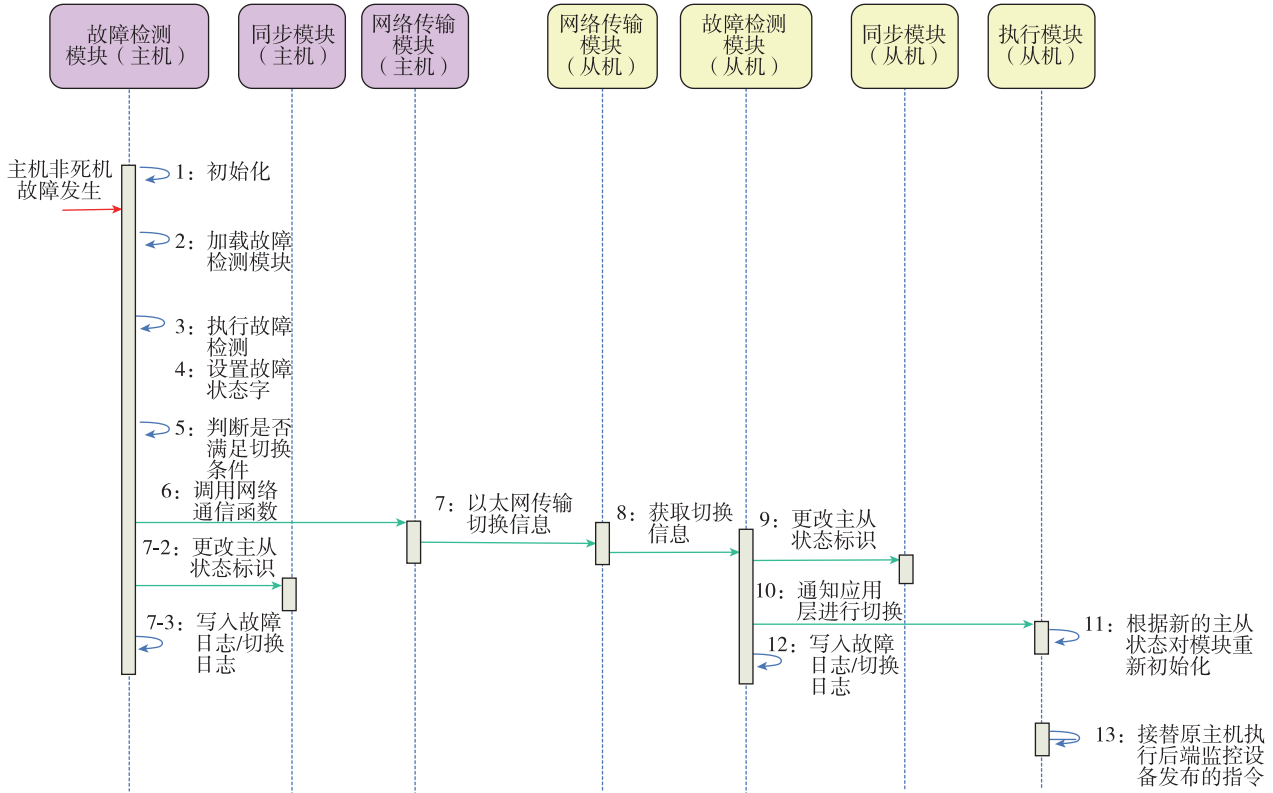 故障检测
模块（主机）
同步模块
（主机）
网络传输
模块
（主机）
网络传输
模块
（从机）
故障检测
模块
（从机）
同步模块
（从机）
执行模块
（从机）
主机非死机
故障发生
1：初始化
2：加载故障
检测模块
3：执行故障
检测
4：设置故障
状态字
5：判断是否
满足切换
条件
6：调用网络
通信函数
7：以太网传输
切换信息
8：获取切换
信息
9：更改主从
状态标识
7-2：更改主从
状态标识
10：通知应用
层进行切换
7-3：写入故障
日志/切换
日志
11：根据新的主从
状态对模块重
新初始化
12：写入故障
日志/切换
日志
13：接替原主机执
行后端监控设
备发布的指令